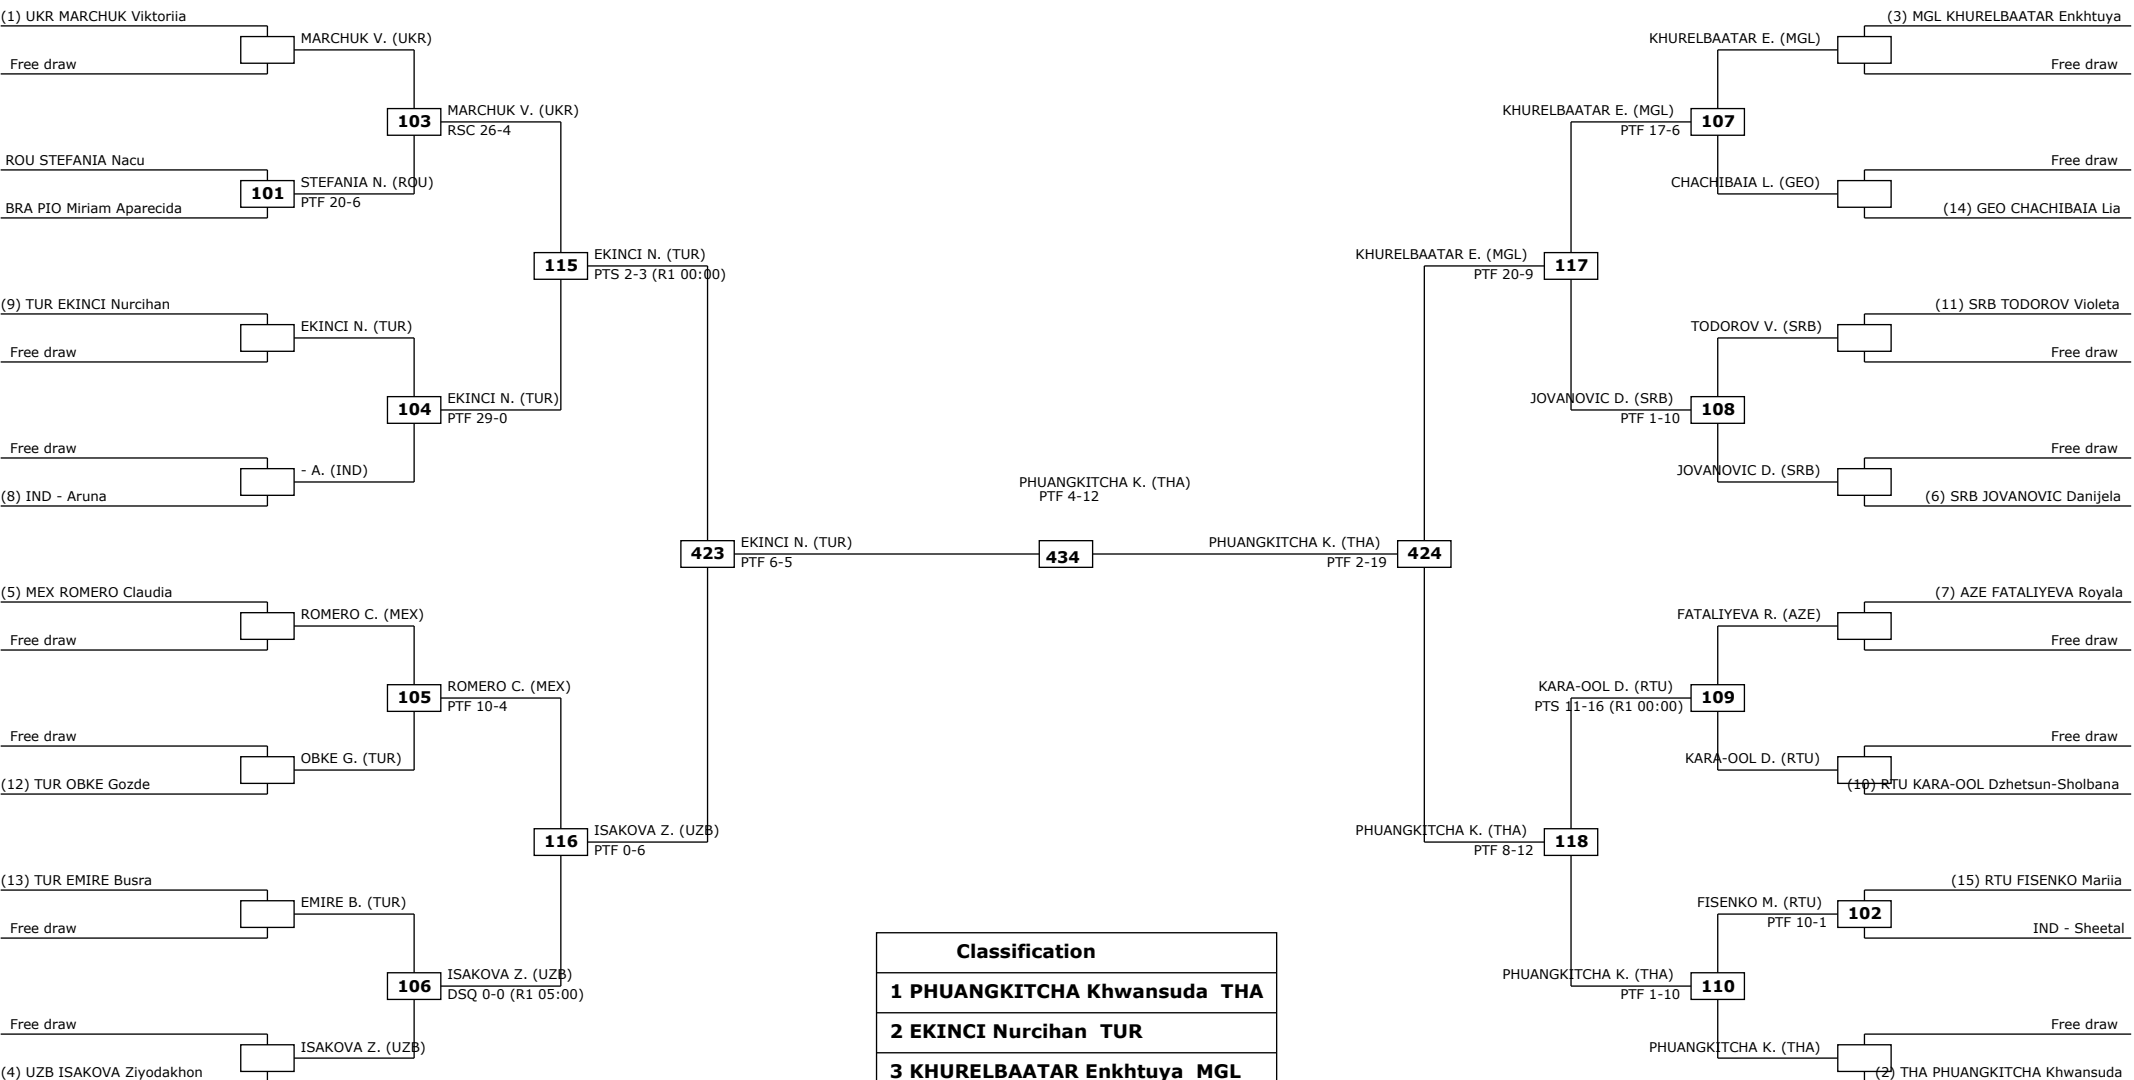 (1) UKR MARCHUK Viktoriia
MARCHUK V. (UKR)
Free draw
103
MARCHUK V. (UKR)
RSC 26-4
ROU STEFANIA Nacu
101
STEFANIA N. (ROU)
PTF 20-6
BRA PIO Miriam Aparecida
115
EKINCI N. (TUR)
PTS 2-3 (R1 00:00)
(9) TUR EKINCI Nurcihan
EKINCI N. (TUR)
Free draw
104
EKINCI N. (TUR)
PTF 29-0
Free draw
- A. (IND)
(8) IND - Aruna
423
EKINCI N. (TUR)
PTF 6-5
(5) MEX ROMERO Claudia
ROMERO C. (MEX)
Free draw
105
ROMERO C. (MEX)
PTF 10-4
Free draw
OBKE G. (TUR)
(12) TUR OBKE Gozde
116
ISAKOVA Z. (UZB)
PTF 0-6
(13) TUR EMIRE Busra
EMIRE B. (TUR)
Free draw
106
ISAKOVA Z. (UZB)
DSQ 0-0 (R1 05:00)
Free draw
ISAKOVA Z. (UZB)
(4) UZB ISAKOVA Ziyodakhon
PHUANGKITCHA K. (THA)
PTF 4-12
434
Classification
1 PHUANGKITCHA Khwansuda THA
2 EKINCI Nurcihan TUR
3 KHURELBAATAR Enkhtuya MGL
(3) MGL KHURELBAATAR Enkhtuya
KHURELBAATAR E. (MGL)
Free draw
KHURELBAATAR E. (MGL)
PTF 17-6
107
Free draw
CHACHIBAIA L. (GEO)
(14) GEO CHACHIBAIA Lia
KHURELBAATAR E. (MGL)
PTF 20-9
117
(11) SRB TODOROV Violeta
TODOROV V. (SRB)
Free draw
JOVANOVIC D. (SRB)
PTF 1-10
108
Free draw
JOVANOVIC D. (SRB)
(6) SRB JOVANOVIC Danijela
PHUANGKITCHA K. (THA)
PTF 2-19
424
(7) AZE FATALIYEVA Royala
FATALIYEVA R. (AZE)
Free draw
KARA-OOL D. (RTU)
PTS 11-16 (R1 00:00)
109
Free draw
KARA-OOL D. (RTU)
(10) RTU KARA-OOL Dzhetsun-Sholbana
PHUANGKITCHA K. (THA)
PTF 8-12
118
(15) RTU FISENKO Mariia
FISENKO M. (RTU)
PTF 10-1
102
IND - Sheetal
PHUANGKITCHA K. (THA)
PTF 1-10
110
Free draw
PHUANGKITCHA K. (THA)
(2) THA PHUANGKITCHA Khwansuda